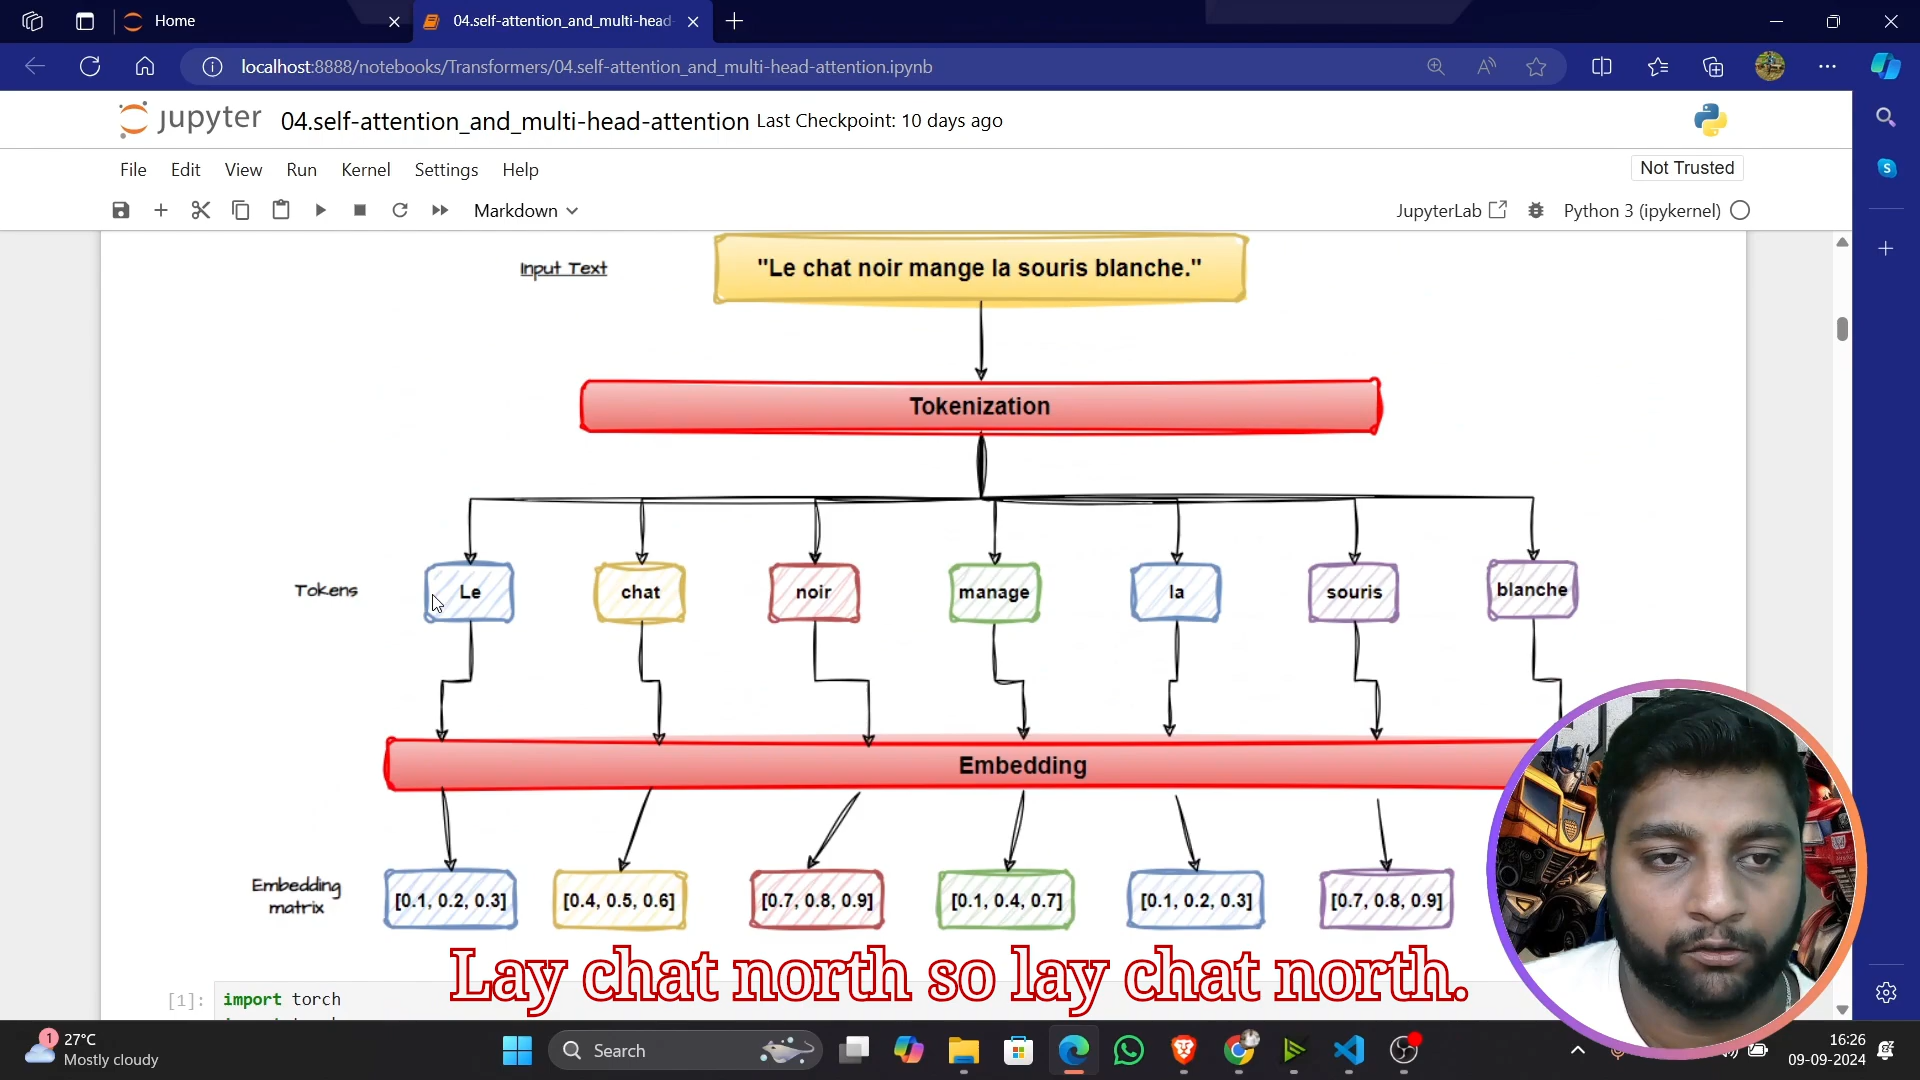 Home
04.self-attention_and_multi-head-
localhost:8888/notebooks/Transformers/04.self-attention_and_multi-head-attention.ipynb
jupyter 04.self-attention_and_multi-head-attention Last Checkpoint: 10 days ago
File Edit View Run Kernel Settings Help
Not Trusted
Markdown
JupyterLab
Python 3 (ipykernel)
Input Text
"Le chat noir mange la souris blanche."
Tokenization
Tokens
Le chat noir manage la souris blanche
Embedding
Embedding
matrix
[0.1, 0.2, 0.3] [0.4, 0.5, 0.6] [0.7, 0.8, 0.9] [0.1, 0.4, 0.7] [0.1, 0.2, 0.3] [0.7, 0.8, 0.9]
Lay chat north so lay chat north.
[1]: import torch
1
27°C
Mostly cloudy
Search
16:26
09-09-2024